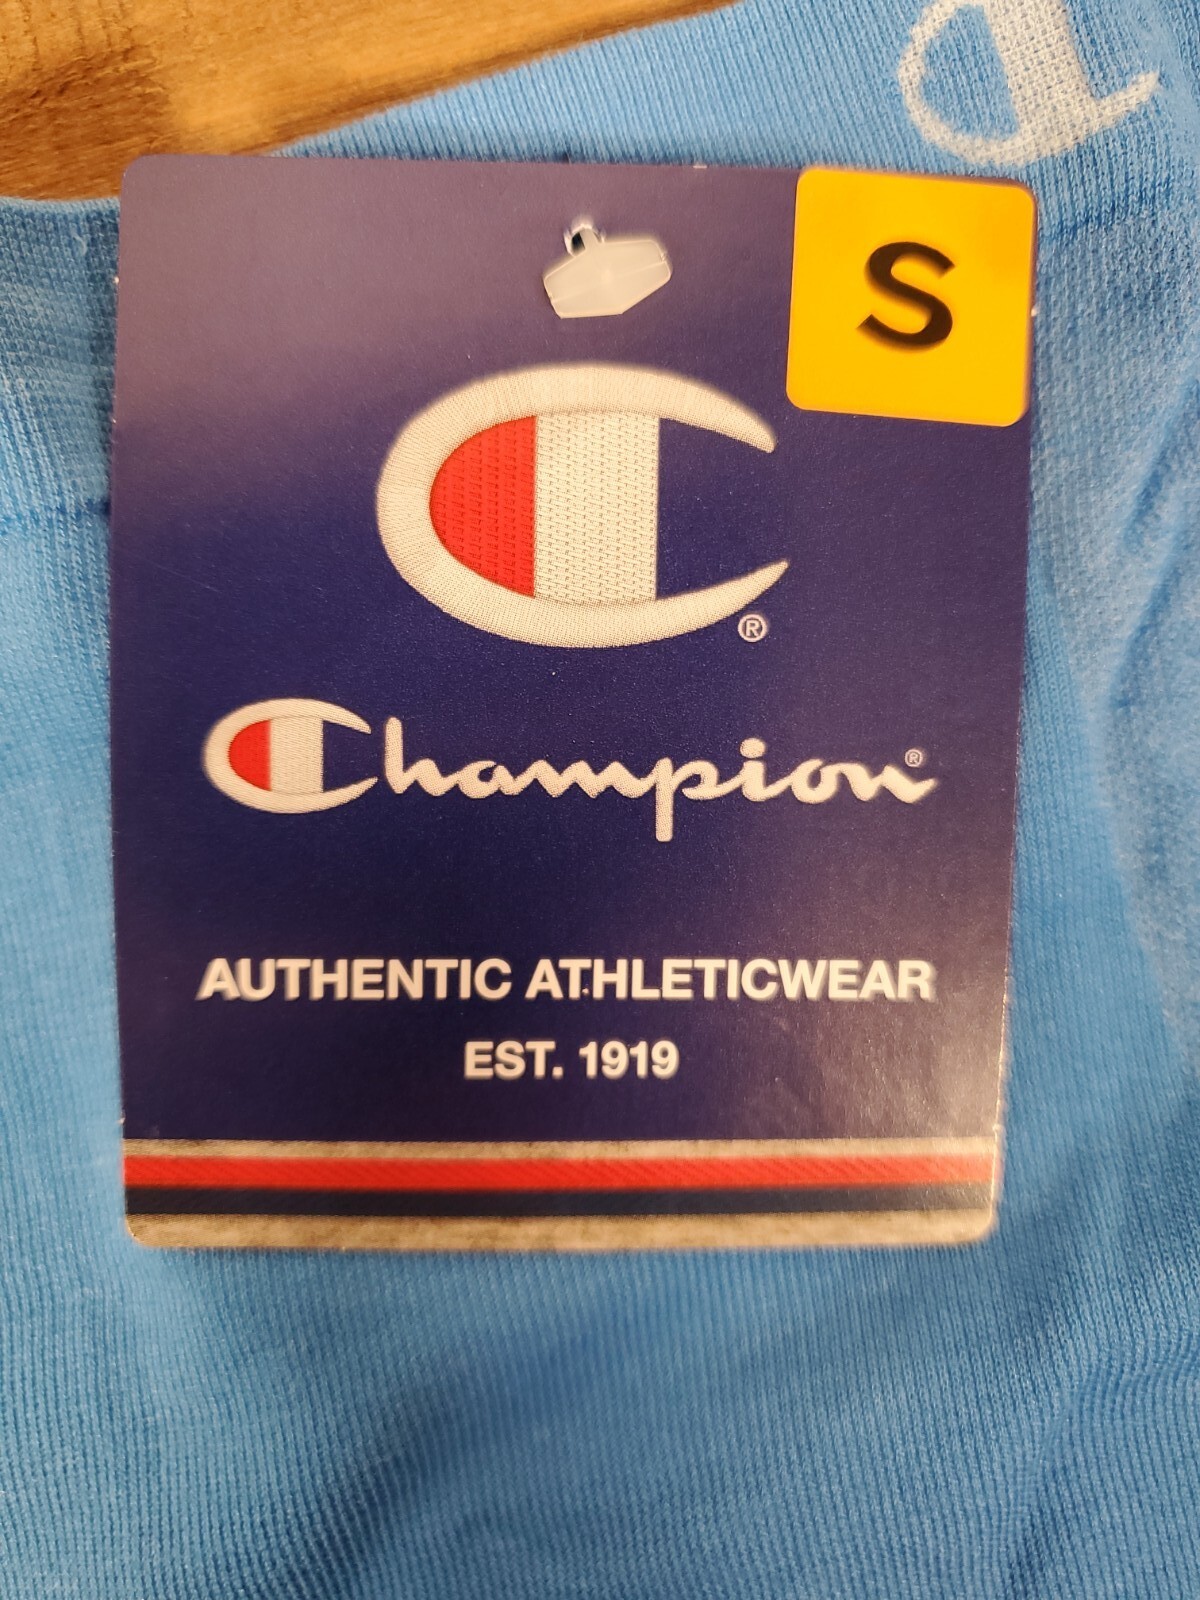 S
C®
Champion®
AUTHENTIC ATHLETICWEAR
EST. 1919